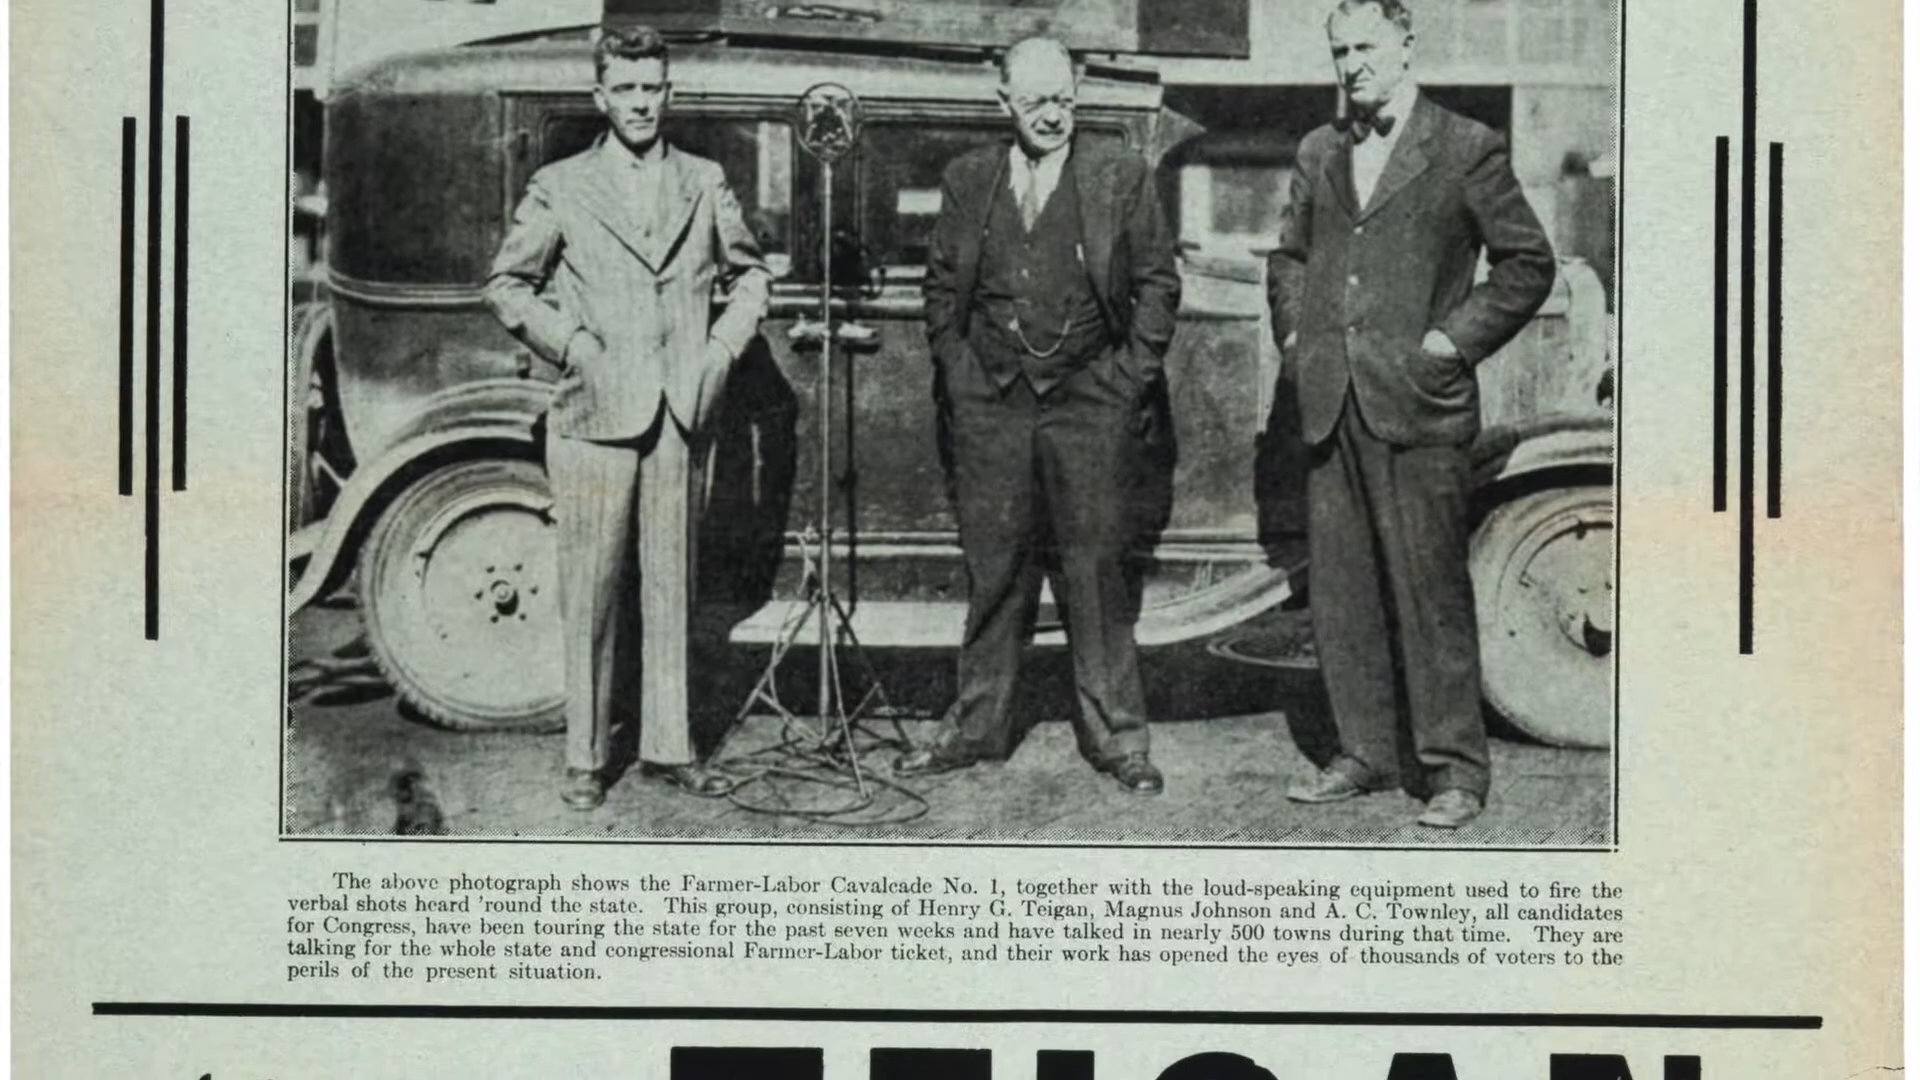 The above photograph shows the Farmer-Labor Cavalcade No. 1, together with the loud-speaking equipment used to fire the
verbal shots heard 'round the state. This group, consisting of Henry G. Teigan, Magnus Johnson and A. C. Townley, all candidates
for Congress, have been touring the state for the past seven weeks and have talked in nearly 500 towns during that time. They are
talking for the whole state and congressional Farmer-Labor ticket, and their work has opened the eyes of thousands of voters to the
perils of the present situation.
TEIGAN